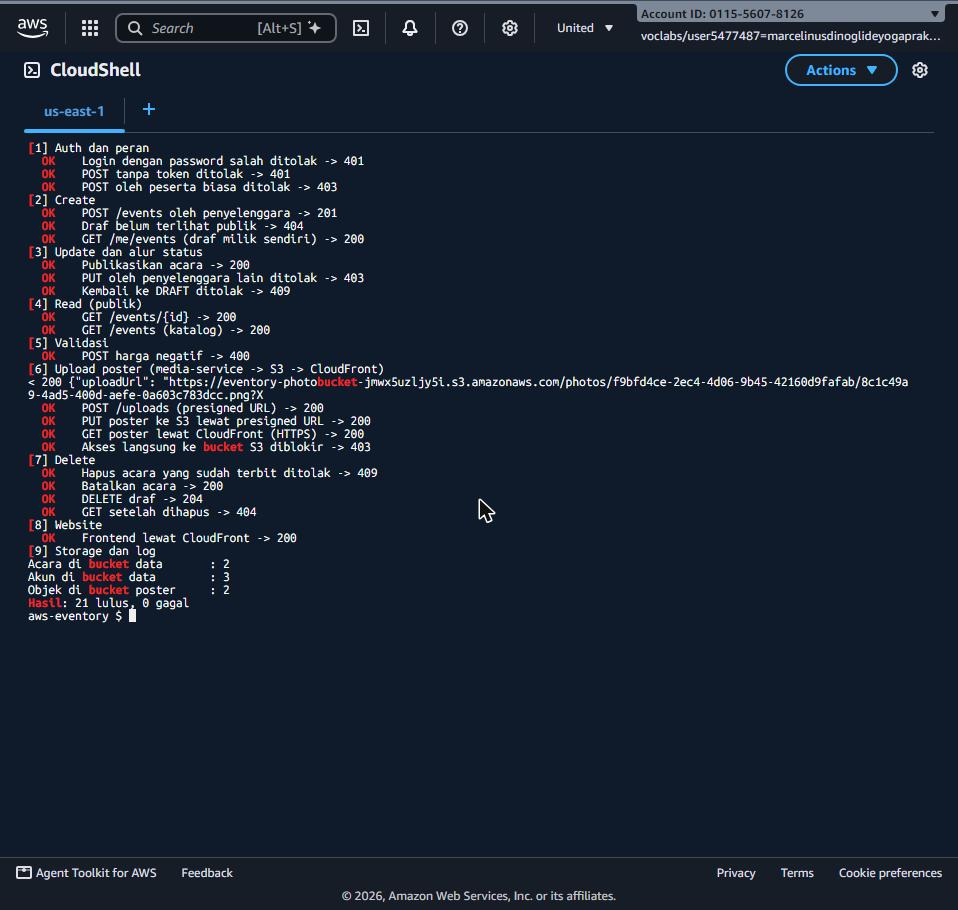 aws
Search [Alt+S]
United
Account ID: 0115-5607-8126
voclabs/user5477487=marcelinusdinoglideyogaprak...
CloudShell
Actions
us-east-1
+
[1] Auth dan peran
OK Login dengan password salah ditolak -> 401
OK POST tanpa token ditolak -> 401
OK POST oleh peserta biasa ditolak -> 403
[2] Create
OK POST /events oleh penyelenggara -> 201
OK Draf belum terlihat publik -> 404
OK GET /me/events (draf milik sendiri) -> 200
[3] Update dan alur status
OK Publikasikan acara -> 200
OK PUT oleh penyelenggara lain ditolak -> 403
OK Kembali ke DRAFT ditolak -> 409
[4] Read (publik)
OK GET /events/{id} -> 200
OK GET /events (katalog) -> 200
[5] Validasi
OK POST harga negatif -> 400
[6] Upload poster (media-service -> S3 -> CloudFront)
< 200 {"uploadUrl": "https://eventory-photobucket-jmwx5uzljy5i.s3.amazonaws.com/photos/f9bfd4ce-2ec4-4d06-9b45-42160d9fafab/8c1c49a
9-4ad5-400d-aefe-0a603c783dcc.png?X
OK POST /uploads (presigned URL) -> 200
OK PUT poster ke S3 lewat presigned URL -> 200
OK GET poster lewat CloudFront (HTTPS) -> 200
OK Akses langsung ke bucket S3 diblokir -> 403
[7] Delete
OK Hapus acara yang sudah terbit ditolak -> 409
OK Batalkan acara -> 200
OK DELETE draf -> 204
OK GET setelah dihapus -> 404
[8] Website
OK Frontend lewat CloudFront -> 200
[9] Storage dan log
Acara di bucket data : 2
Akun di bucket data : 3
Objek di bucket poster : 2
Hasil: 21 lulus, 0 gagal
aws-eventory $
Agent Toolkit for AWS Feedback Privacy Terms Cookie preferences
© 2026, Amazon Web Services, Inc. or its affiliates.